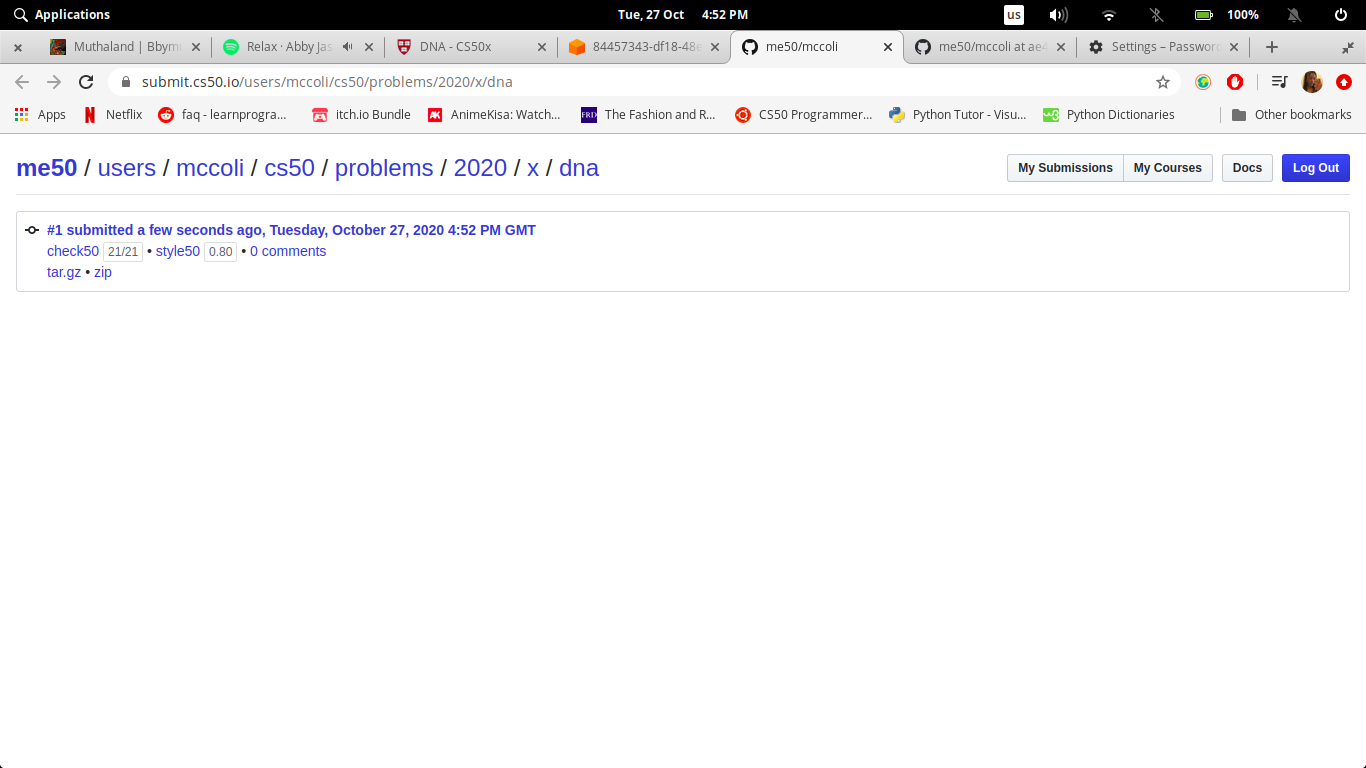 Applications Tue, 27 Oct 4:52 PM us 100%
Muthaland | Bbym Relax · Abby Jas DNA - CS50x 84457343-df18-48e me50/mccoli me50/mccoli at ae4 Settings – Password
submit.cs50.io/users/mccoli/cs50/problems/2020/x/dna
Apps Netflix faq - learnprogra... itch.io Bundle AnimeKisa: Watch... The Fashion and R... CS50 Programmer... Python Tutor - Visu... Python Dictionaries Other bookmarks
me50 / users / mccoli / cs50 / problems / 2020 / x / dna My Submissions My Courses Docs Log Out
#1 submitted a few seconds ago, Tuesday, October 27, 2020 4:52 PM GMT
check50 21/21 • style50 0.80 • 0 comments
tar.gz • zip